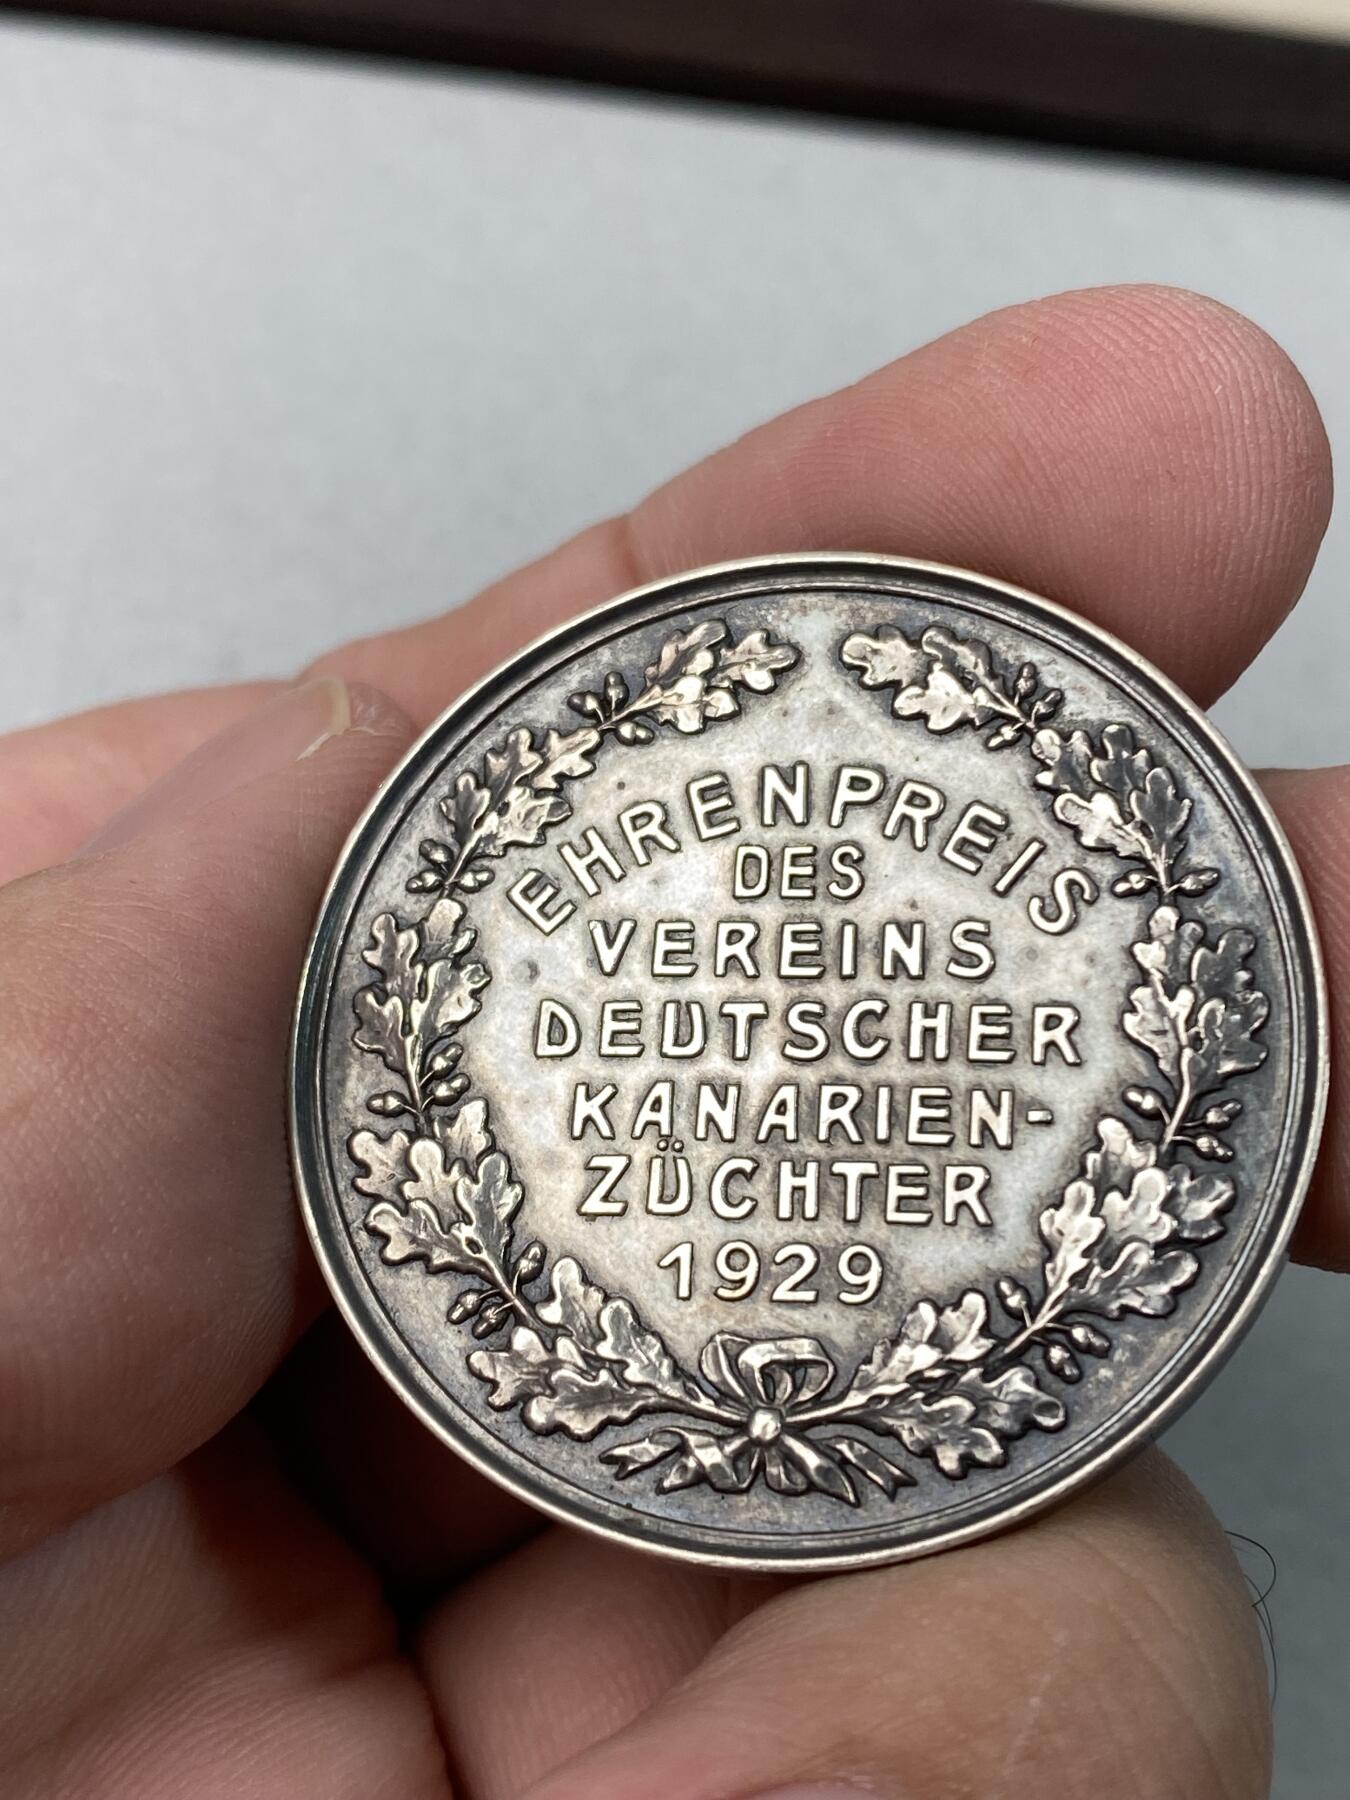 EHRENPREIS
DES
VEREINS
DEUTSCHER
KANARIEN-
ZÜCHTER
1929